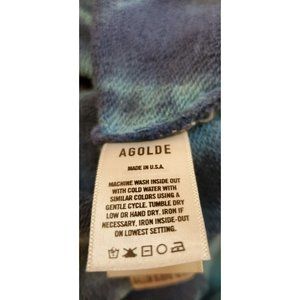 AGOLDE
MADE IN U.S.A.
MACHINE WASH INSIDE OUT
WITH COLD WATER WITH
SIMILAR COLORS USING A
GENTLE CYCLE. TUMBLE DRY
LOW OR HAND DRY. IRON IF
NECESSARY, IRON INSIDE-OUT
ON LOWEST SETTING.